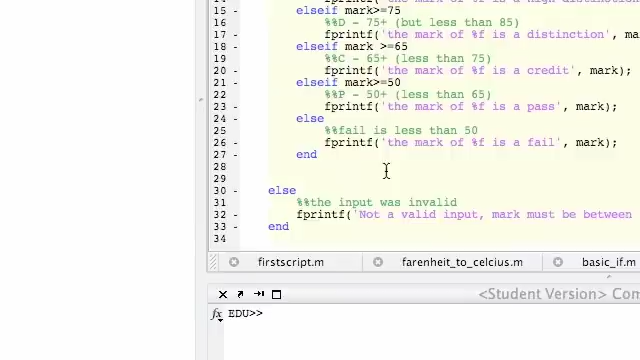 15 - elseif mark>=75
16 %%D - 75+ (but less than 85)
17 - fprintf('the mark of %f is a distinction', mark
18 - elseif mark >=65
19 %%C - 65+ (less than 75)
20 - fprintf('the mark of %f is a credit', mark);
21 - elseif mark>=50
22 %%P - 50+ (less than 65)
23 - fprintf('the mark of %f is a pass', mark);
24 - else
25 %%fail is less than 50
26 - fprintf('the mark of %f is a fail', mark);
27 - end
28
29
30 - else
31 %%the input was invalid
32 - fprintf('Not a valid input, mark must be between
33 - end
34
firstscript.m farenheit_to_celcius.m basic_if.m
<Student Version> Com
fx EDU>>